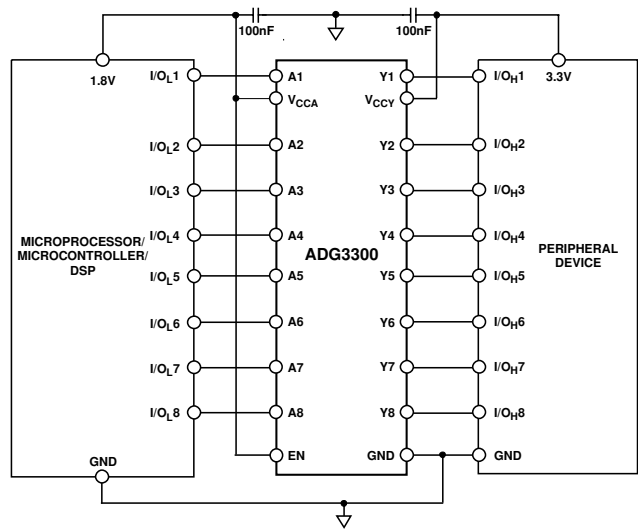 100nF
100nF
1.8V
3.3V
I/OL1
A1
Y1
I/OH1
VCCA
VCCY
I/OL2
A2
Y2
I/OH2
I/OL3
A3
Y3
I/OH3
I/OL4
A4
Y4
I/OH4
MICROPROCESSOR/
MICROCONTROLLER/
DSP
ADG3300
PERIPHERAL
DEVICE
I/OL5
A5
Y5
I/OH5
I/OL6
A6
Y6
I/OH6
I/OL7
A7
Y7
I/OH7
I/OL8
A8
Y8
I/OH8
GND
EN
GND
GND